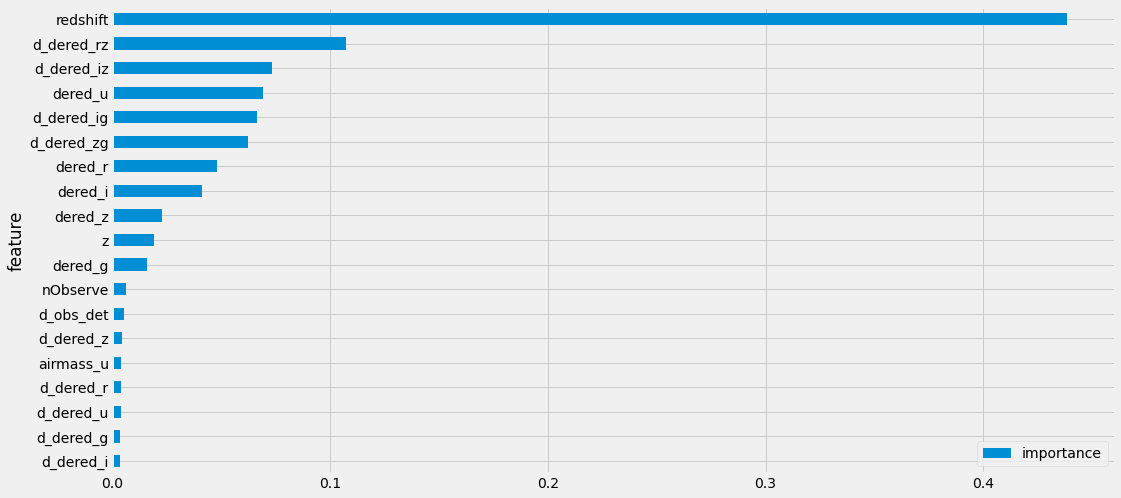 redshift
d_dered_rz
d_dered_iz
dered_u
d_dered_ig
d_dered_zg
dered_r
dered_i
dered_z
z
dered_g
nObserve
d_obs_det
d_dered_z
airmass_u
d_dered_r
d_dered_u
d_dered_g
d_dered_i
feature
importance
0.0 0.1 0.2 0.3 0.4